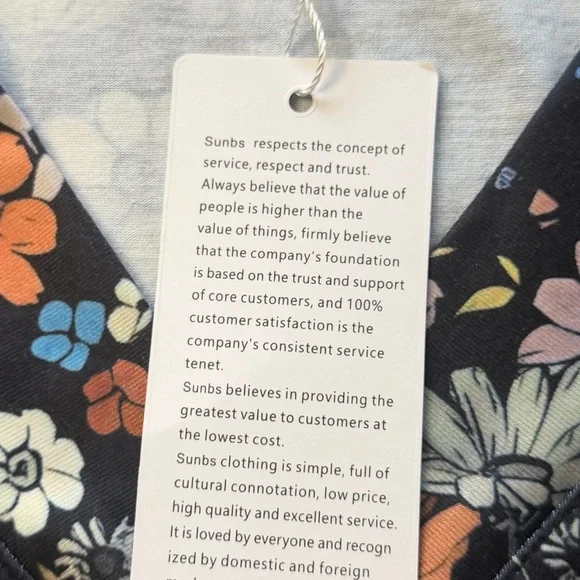 Sunbs respects the concept of
service, respect and trust.
Always believe that the value of
people is higher than the
value of things, firmly believe
that the company's foundation
is based on the trust and support
of core customers, and 100%
customer satisfaction is the
company's consistent service
tenet.
Sunbs believes in providing the
greatest value to customers at
the lowest cost.
Sunbs clothing is simple, full of
cultural connotation, low price,
high quality and excellent service.
It is loved by everyone and recogn
ized by domestic and foreign